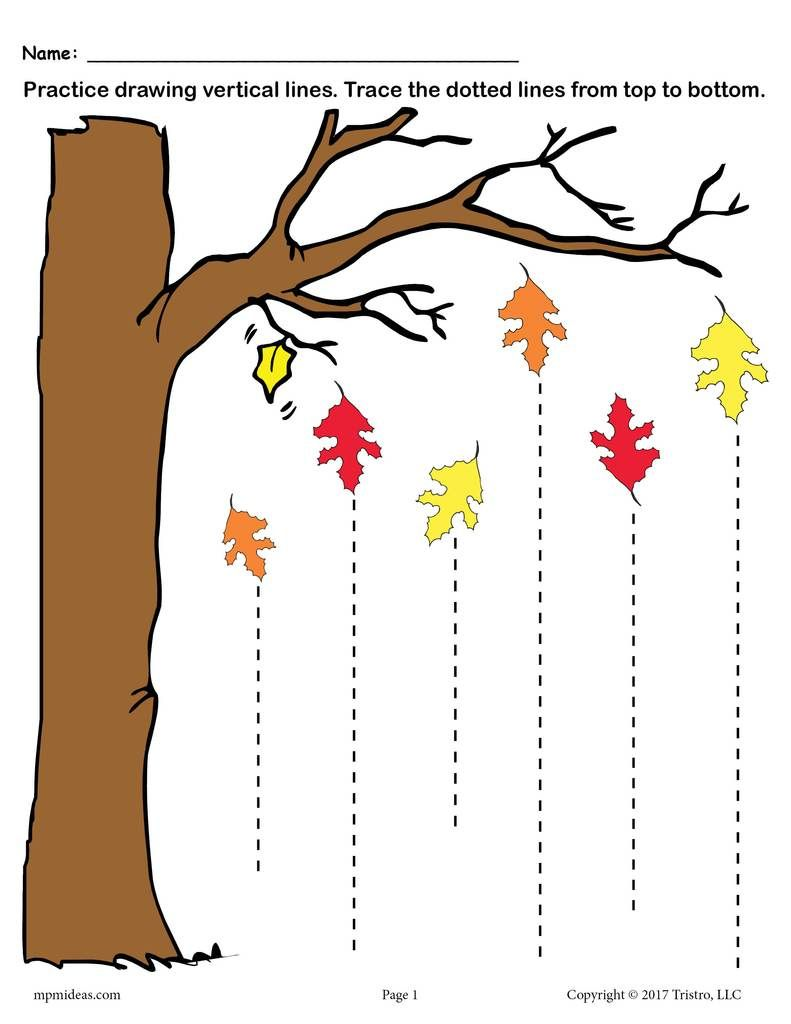 Name: ________________________________________
Practice drawing vertical lines. Trace the dotted lines from top to bottom.
mpmideas.com
Page 1
Copyright © 2017 Tristro, LLC